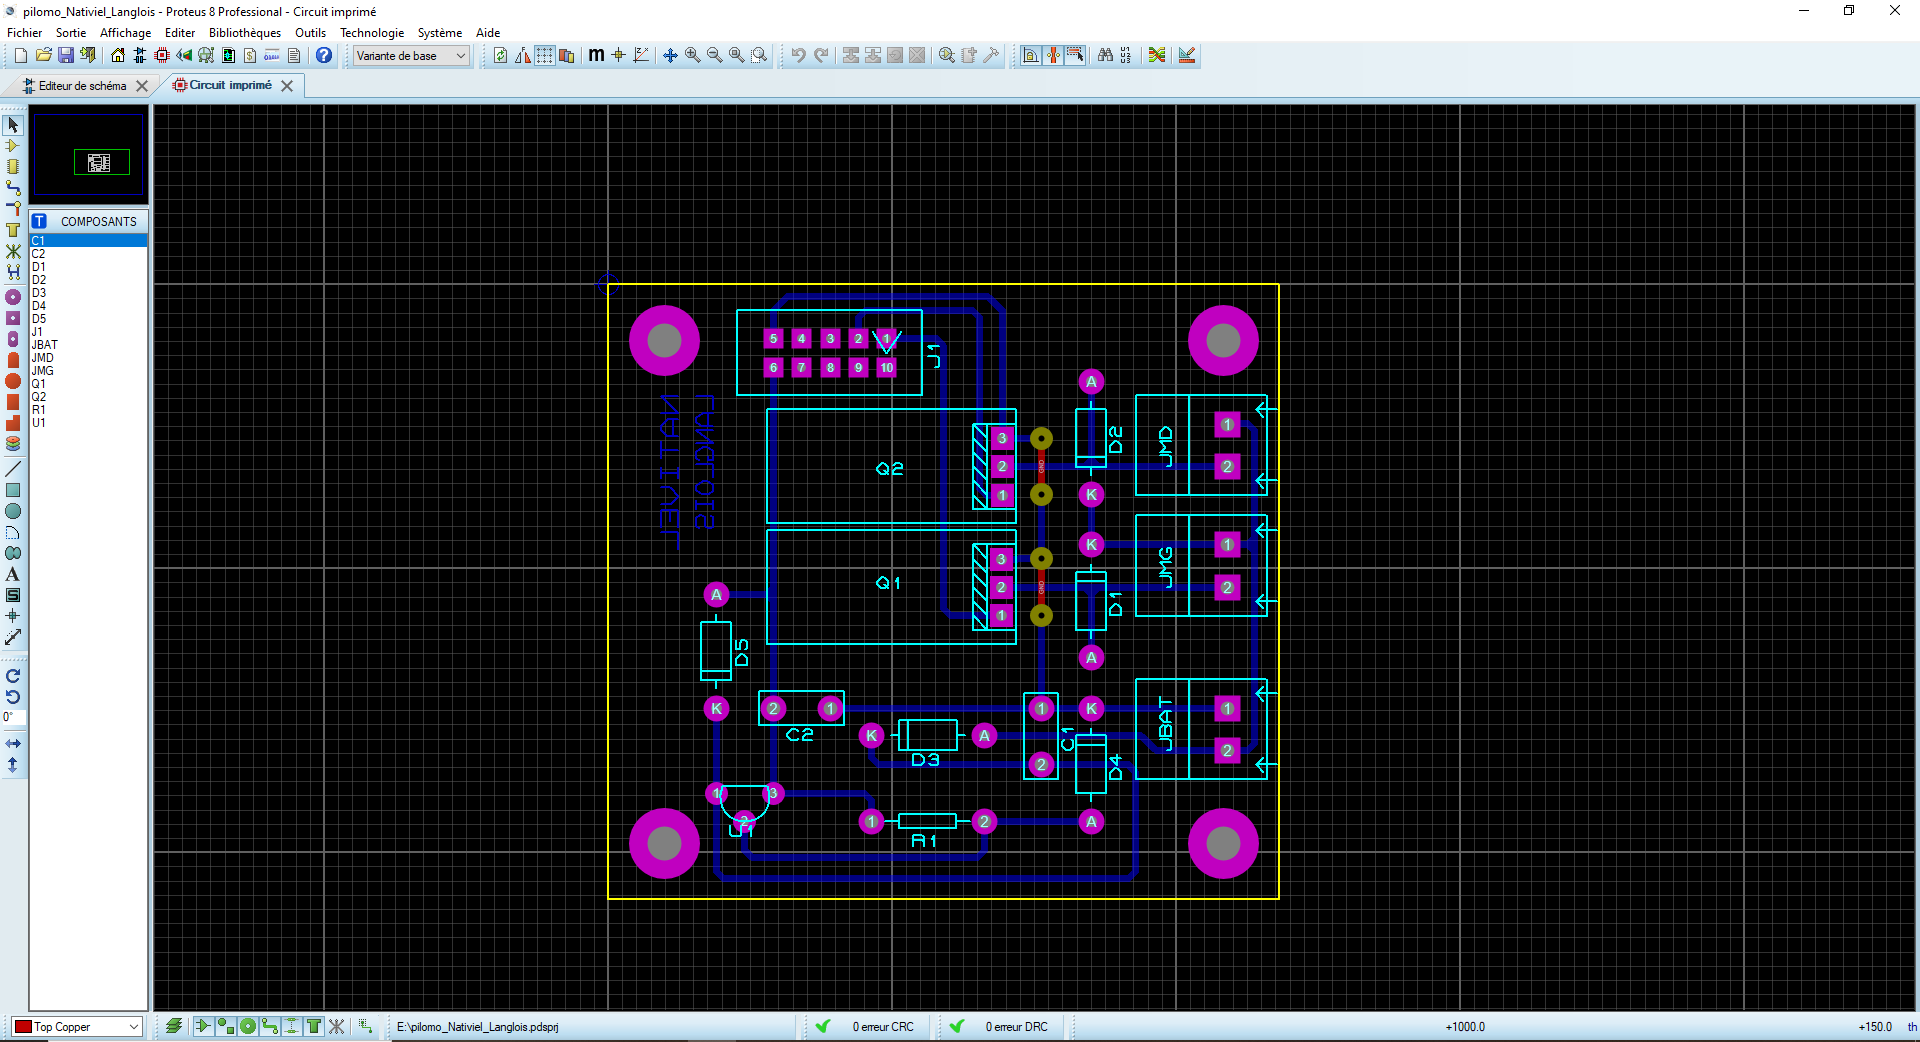 pilomo_Nativiel_Langlois - Proteus 8 Professional - Circuit imprimé
Fichier Sortie Affichage Editer Bibliothèques Outils Technologie Système Aide
Variante de base
Editeur de schéma
Circuit imprimé
T COMPOSANTS
C1
C2
D1
D2
D3
D4
D5
J1
JBAT
JMD
JMG
Q1
Q2
R1
U1
0°
5 4 3 2 1
6 7 8 9 10
J1
NATIVEL
LANGLOIS
Q2
3
2
1
GND
A
D2
K
JMD
1
2
Q1
3
2
1
GND
K
D1
A
JMG
1
2
A
D5
K
2 1
C2
K A
D3
1
2
C1
K
D4
A
JBAT
1
2
1 3
2
U1
1 2
R1
Top Copper
E:\pilomo_Nativiel_Langlois.pdsprj
0 erreur CRC
0 erreur DRC
+1000.0
+150.0
th